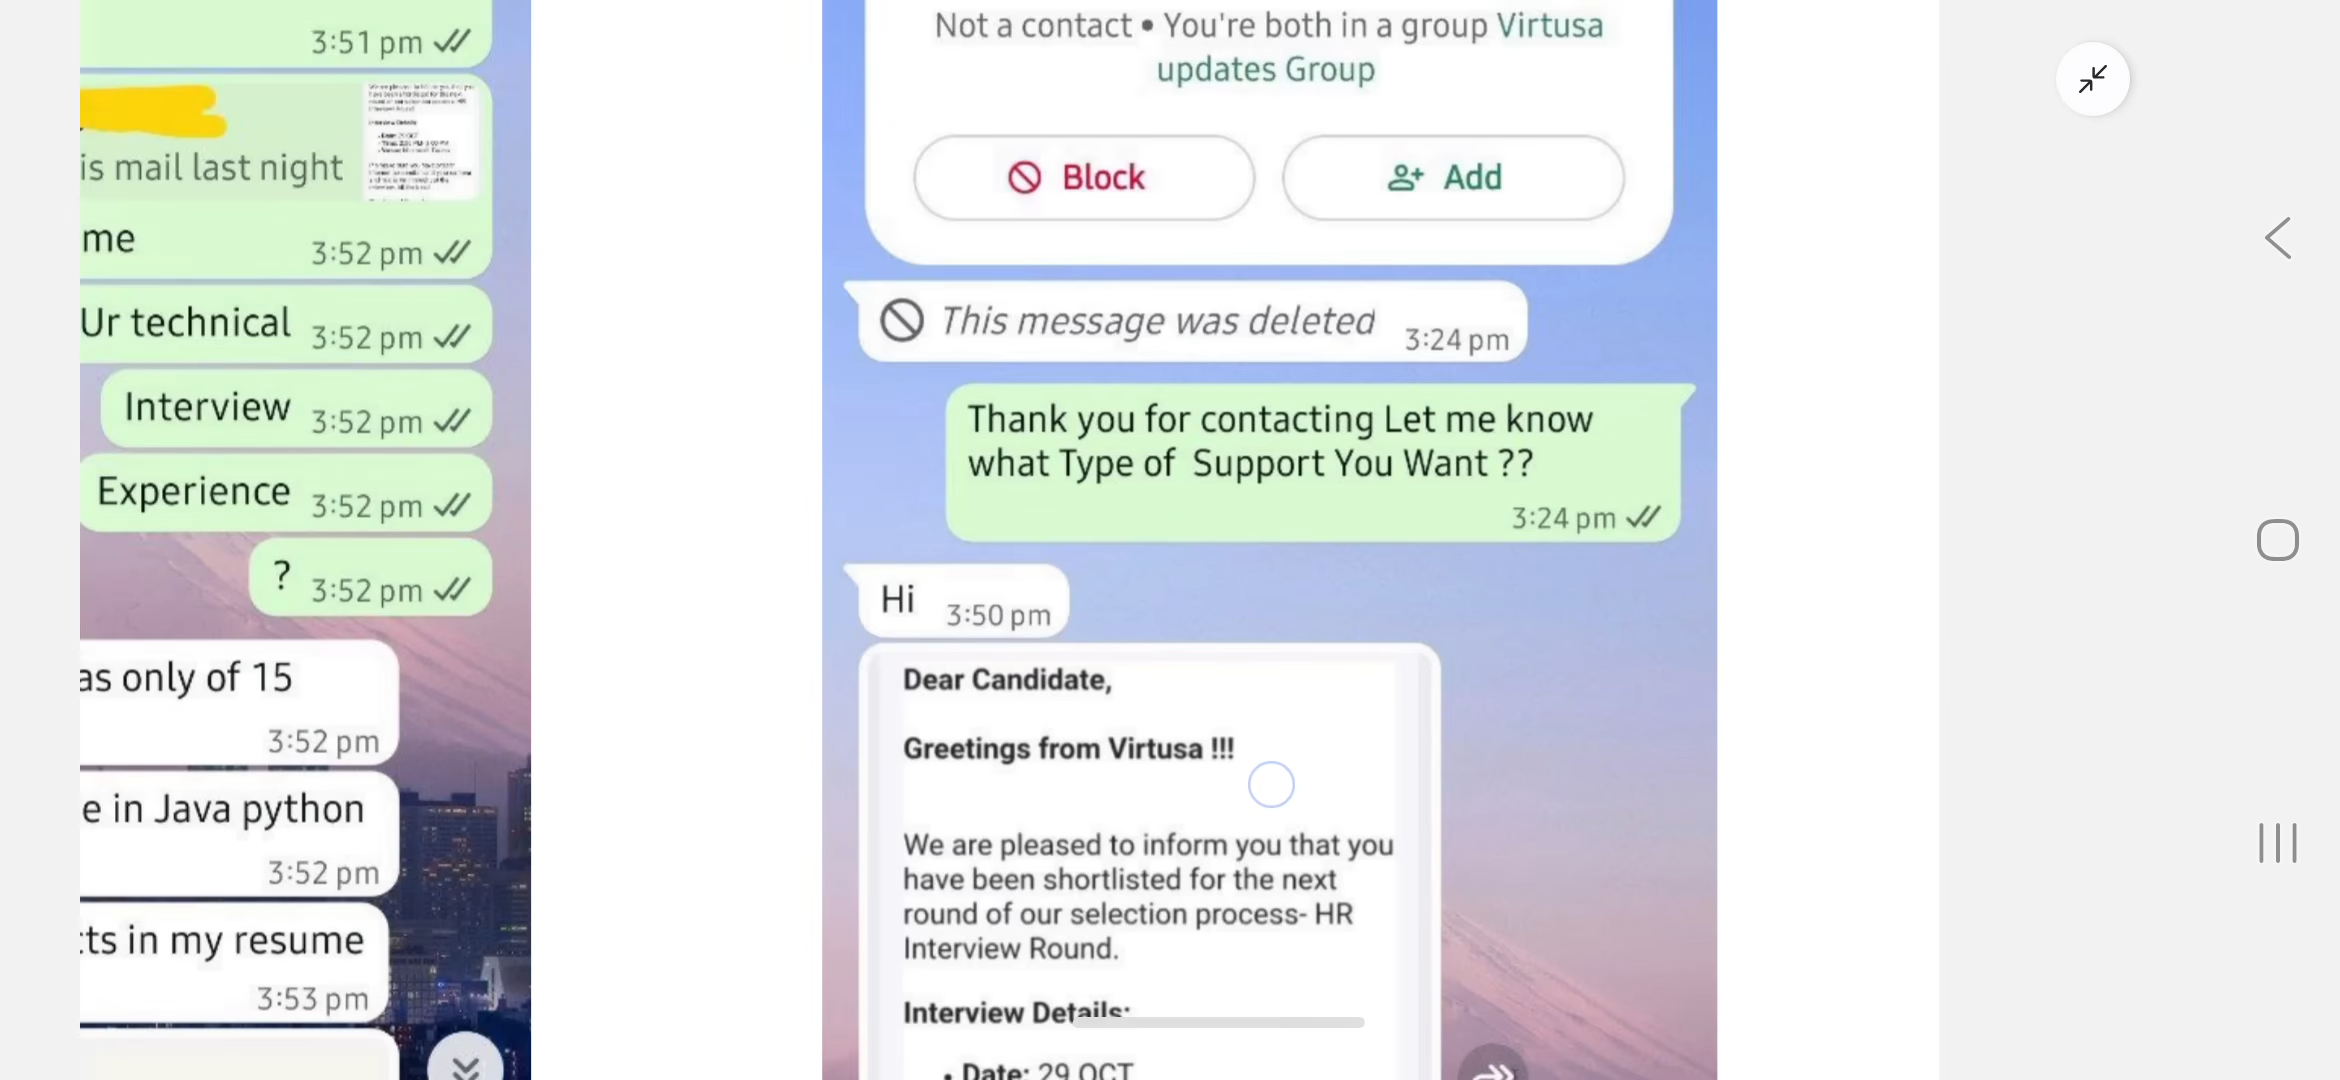 3:51 pm
is mail last night
me
3:52 pm
Ur technical
3:52 pm
Interview
3:52 pm
Experience
3:52 pm
?
3:52 pm
as only of 15
3:52 pm
e in Java python
3:52 pm
ts in my resume
3:53 pm
Not a contact • You're both in a group Virtusa
updates Group
Block
Add
This message was deleted
3:24 pm
Thank you for contacting Let me know
what Type of Support You Want ??
3:24 pm
Hi
3:50 pm
Dear Candidate,
Greetings from Virtusa !!!
We are pleased to inform you that you
have been shortlisted for the next
round of our selection process- HR
Interview Round.
Interview Details:
• Date: 29 OCT